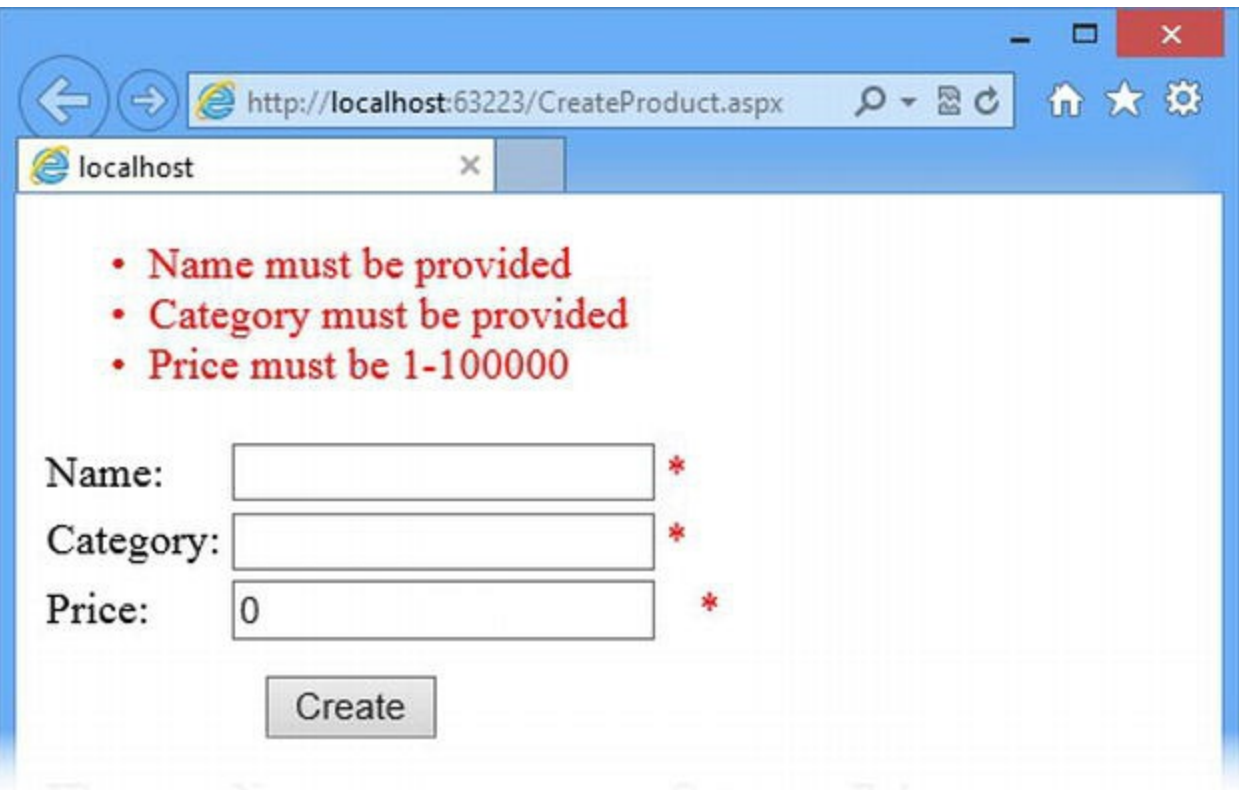 http://localhost:63223/CreateProduct.aspx
localhost
• Name must be provided
• Category must be provided
• Price must be 1-100000
Name: *
Category: *
Price: 0 *
Create